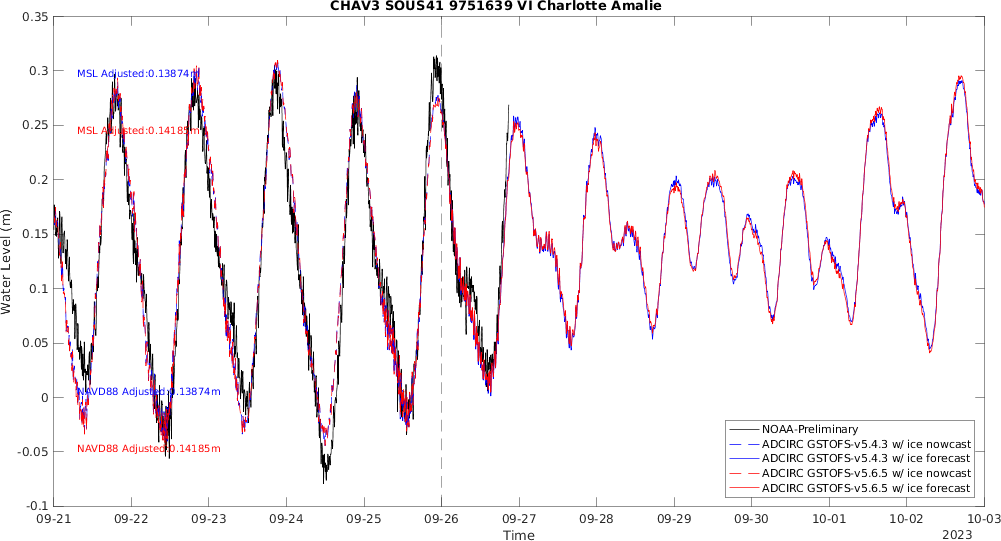 CHAV3 SOUS41 9751639 VI Charlotte Amalie
0.35
0.3
0.25
0.2
0.15
0.1
0.05
0
-0.05
-0.1
Water Level (m)
MSL Adjusted:0.13874m
MSL Adjusted:0.14185m
NAVD88 Adjusted:0.13874m
NAVD88 Adjusted:0.14185m
NOAA-Preliminary
ADCIRC GSTOFS-v5.4.3 w/ ice nowcast
ADCIRC GSTOFS-v5.4.3 w/ ice forecast
ADCIRC GSTOFS-v5.6.5 w/ ice nowcast
ADCIRC GSTOFS-v5.6.5 w/ ice forecast
09-21 09-22 09-23 09-24 09-25 09-26 09-27 09-28 09-29 09-30 10-01 10-02 10-03
Time
2023